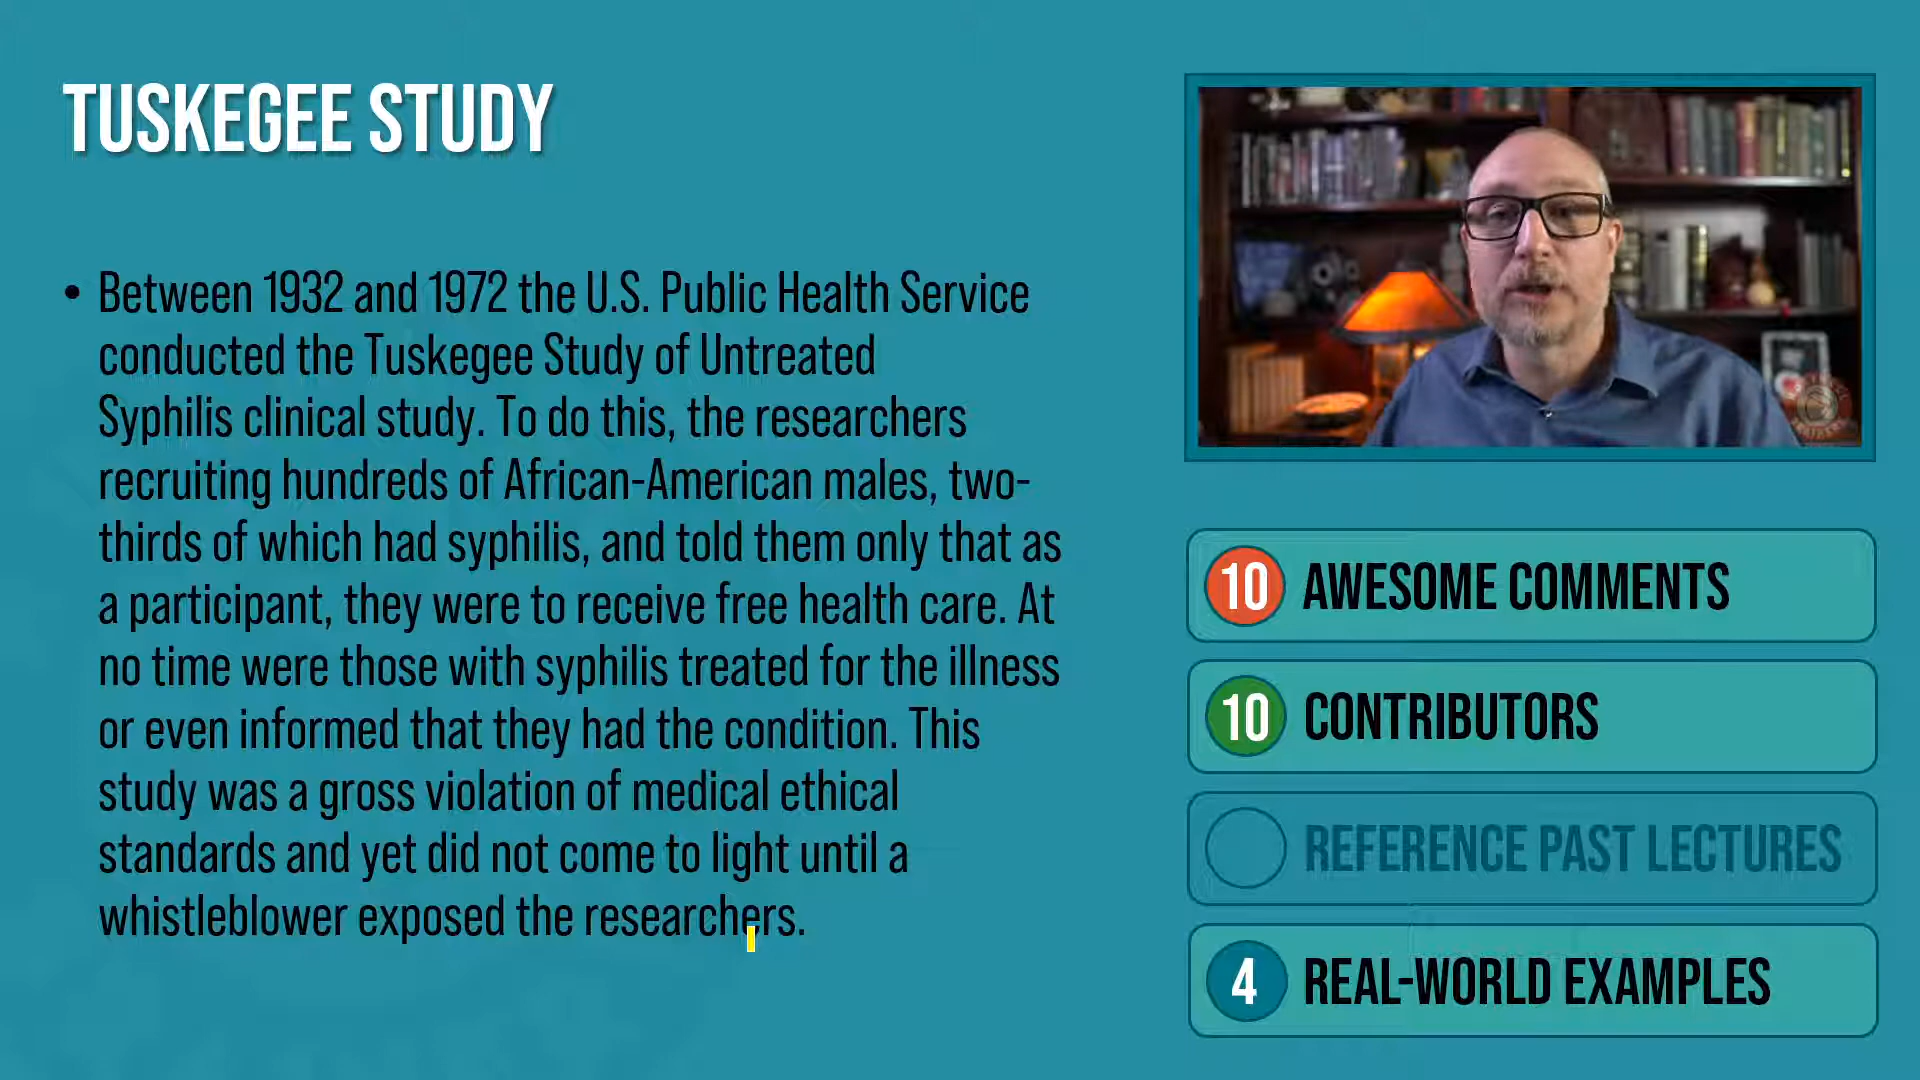 TUSKEGEE STUDY
• Between 1932 and 1972 the U.S. Public Health Service
conducted the Tuskegee Study of Untreated
Syphilis clinical study. To do this, the researchers
recruiting hundreds of African-American males, two-
thirds of which had syphilis, and told them only that as
a participant, they were to receive free health care. At
no time were those with syphilis treated for the illness
or even informed that they had the condition. This
study was a gross violation of medical ethical
standards and yet did not come to light until a
whistleblower exposed the researchers.
10 AWESOME COMMENTS
10 CONTRIBUTORS
REFERENCE PAST LECTURES
4 REAL-WORLD EXAMPLES